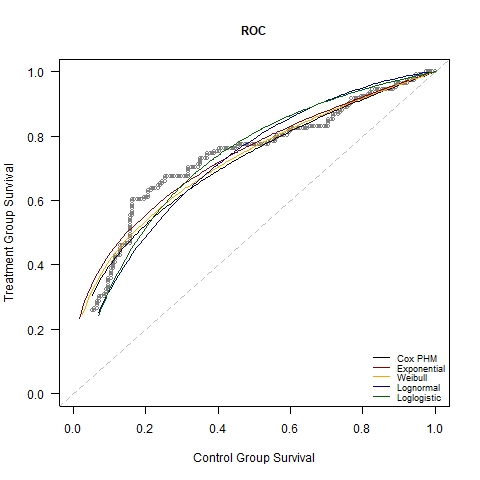 ROC
Treatment Group Survival
1.0
0.8
0.6
0.4
0.2
0.0
Cox PHM
Exponential
Weibull
Lognormal
Loglogistic
0.0 0.2 0.4 0.6 0.8 1.0
Control Group Survival